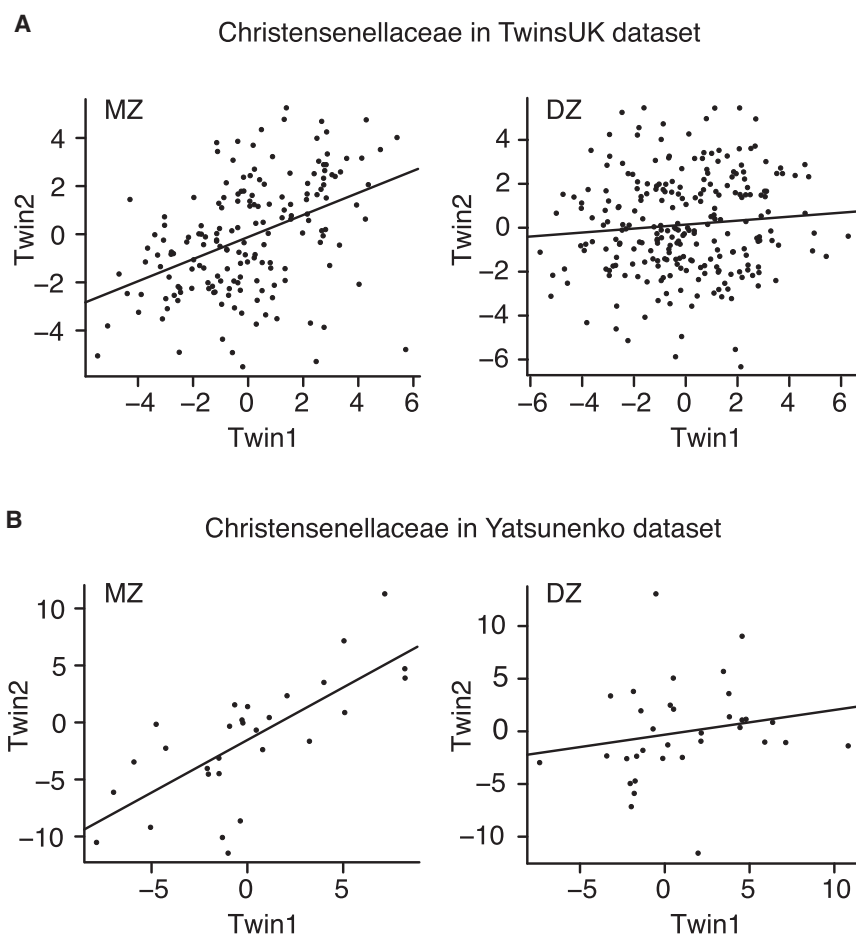 A
Christensenellaceae in TwinsUK dataset
MZ
4
2
0
−2
−4
Twin2
−4 −2 0 2 4 6
Twin1
DZ
4
2
0
−2
−4
−6
Twin2
−6 −4 −2 0 2 4 6
Twin1
B
Christensenellaceae in Yatsunenko dataset
MZ
10
5
0
−5
−10
Twin2
−5 0 5
Twin1
DZ
10
5
0
−5
−10
Twin2
−5 0 5 10
Twin1